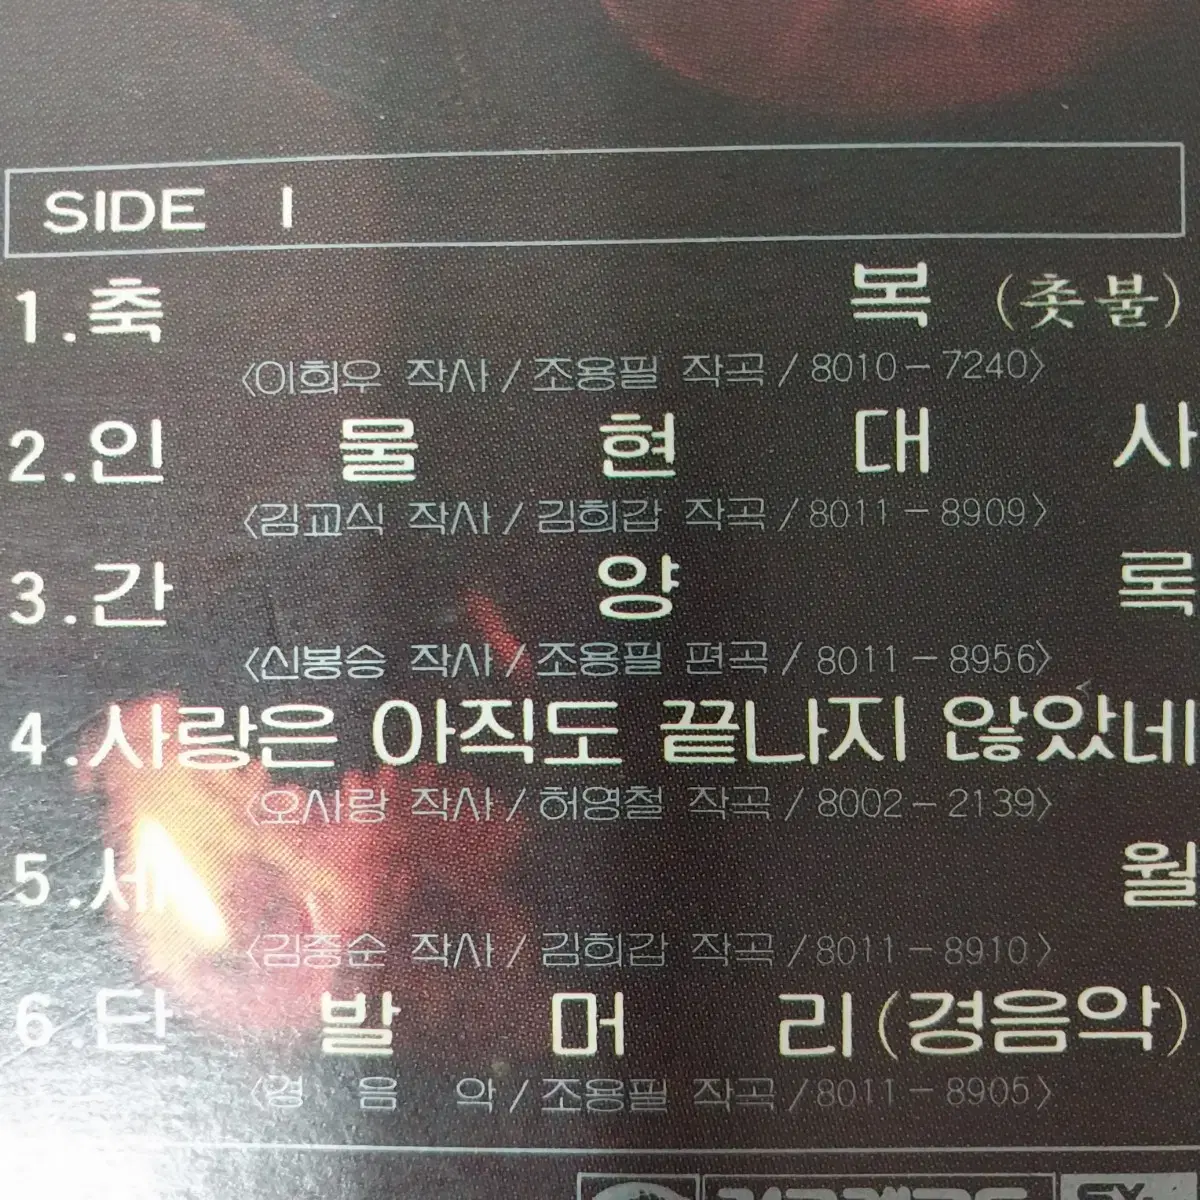 SIDE 1
1.축 복 (촛불)
〈이희우 작사/조용필 작곡/8010-7240〉
2.인 물 현 대 사
〈김교식 작사/김희갑 작곡/8011-8909〉
3.간 양 록
〈신봉승 작사/조용필 편곡/8011-8956〉
4.사랑은 아직도 끝나지 않았네
〈오사랑 작사/허영철 작곡/8002-2139〉
5.세 월
〈김중순 작사/김희갑 작곡/8011-8910〉
6.단 발 머 리(경음악)
〈경 음 악/조용필 작곡/8011-8905〉